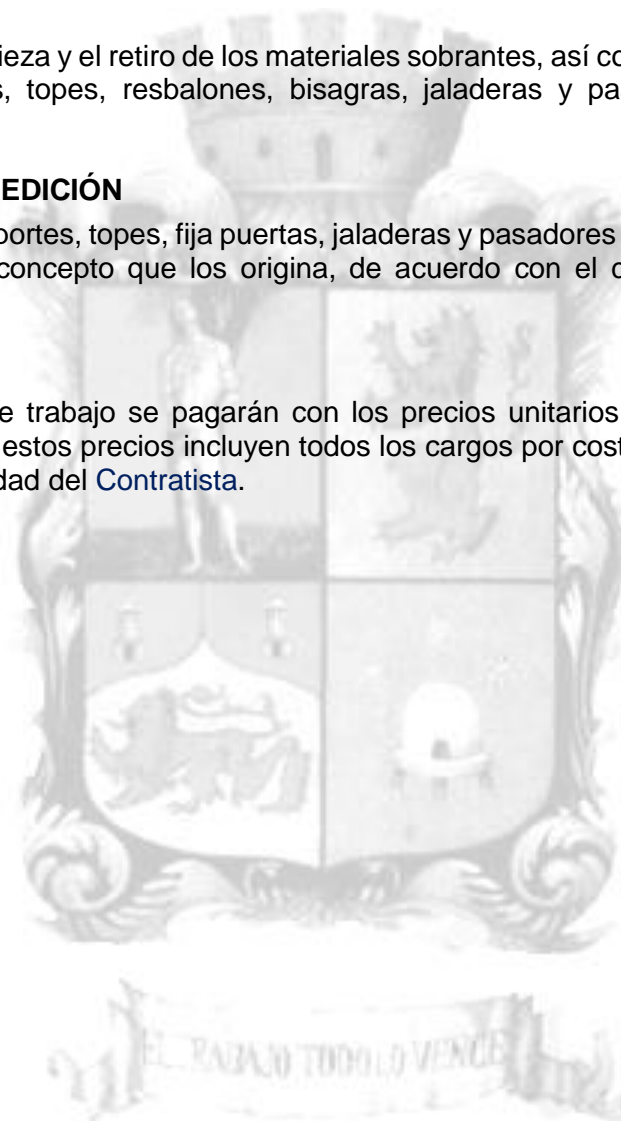 ieza y el retiro de los materiales sobrantes, así co
s, topes, resbalones, bisagras, jaladeras y pa
EDICIÓN
portes, topes, fija puertas, jaladeras y pasadores
concepto que los origina, de acuerdo con el c
e trabajo se pagarán con los precios unitarios
estos precios incluyen todos los cargos por cost
dad del Contratista.
EL TRABAJO TODO LO VENCE